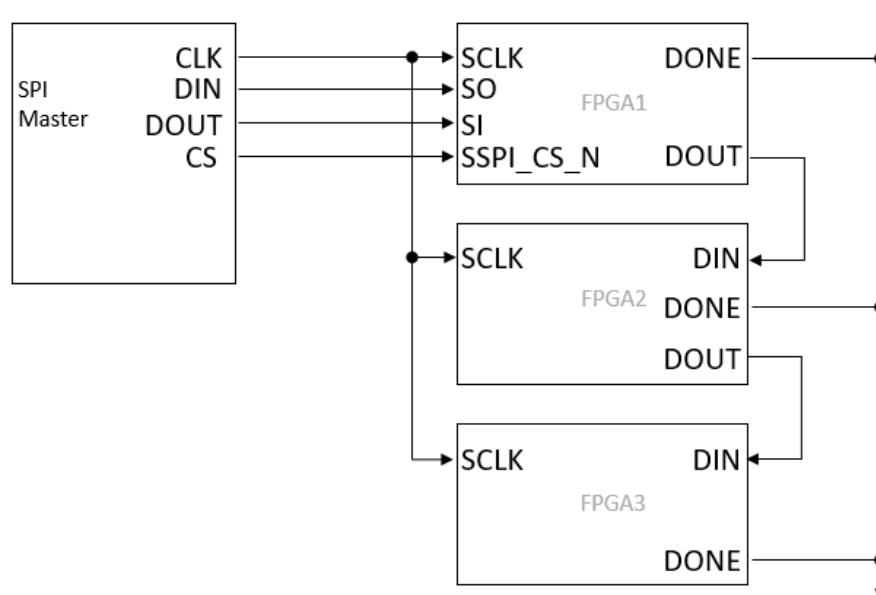 SPI
Master
CLK
DIN
DOUT
CS
SCLK
SO
SI
SSPI_CS_N
FPGA1
DONE
DOUT
SCLK
FPGA2
DIN
DONE
DOUT
SCLK
FPGA3
DIN
DONE